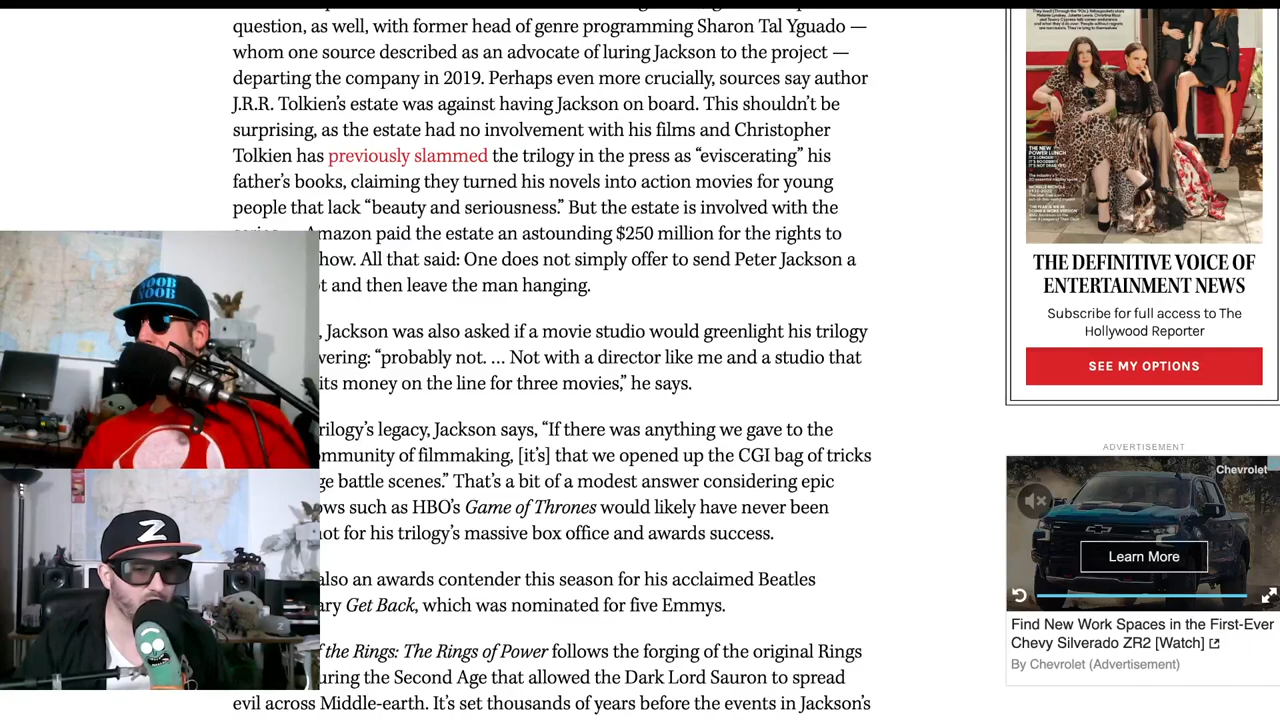 question, as well, with former head of genre programming Sharon Tal Yguado —
whom one source described as an advocate of luring Jackson to the project —
departing the company in 2019. Perhaps even more crucially, sources say author
J.R.R. Tolkien’s estate was against having Jackson on board. This shouldn’t be
surprising, as the estate had no involvement with his films and Christopher
Tolkien has previously slammed the trilogy in the press as “eviscerating” his
father’s books, claiming they turned his novels into action movies for young
people that lack “beauty and seriousness.” But the estate is involved with the
Amazon paid the estate an astounding $250 million for the rights to
how. All that said: One does not simply offer to send Peter Jackson a
t and then leave the man hanging.
, Jackson was also asked if a movie studio would greenlight his trilogy
vering: “probably not. … Not with a director like me and a studio that
its money on the line for three movies,” he says.
rilogy’s legacy, Jackson says, “If there was anything we gave to the
mmunity of filmmaking, [it’s] that we opened up the CGI bag of tricks
ge battle scenes.” That’s a bit of a modest answer considering epic
ows such as HBO’s Game of Thrones would likely have never been
ot for his trilogy’s massive box office and awards success.
also an awards contender this season for his acclaimed Beatles
ary Get Back, which was nominated for five Emmys.
f the Rings: The Rings of Power follows the forging of the original Rings
uring the Second Age that allowed the Dark Lord Sauron to spread
evil across Middle-earth. It’s set thousands of years before the events in Jackson’s
THE NEW
POWER LUNCH
THE DEFINITIVE VOICE OF
ENTERTAINMENT NEWS
Subscribe for full access to The
Hollywood Reporter
SEE MY OPTIONS
ADVERTISEMENT
Chevrolet
Learn More
Find New Work Spaces in the First-Ever
Chevy Silverado ZR2 [Watch]
By Chevrolet (Advertisement)
NOOB
NOOB
Z
Z